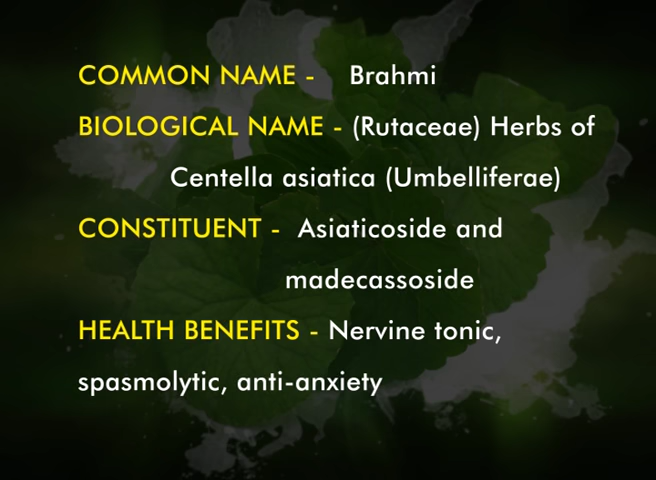 COMMON NAME - Brahmi
BIOLOGICAL NAME - (Rutaceae) Herbs of
Centella asiatica (Umbelliferae)
CONSTITUENT - Asiaticoside and
madecassoside
HEALTH BENEFITS - Nervine tonic,
spasmolytic, anti-anxiety